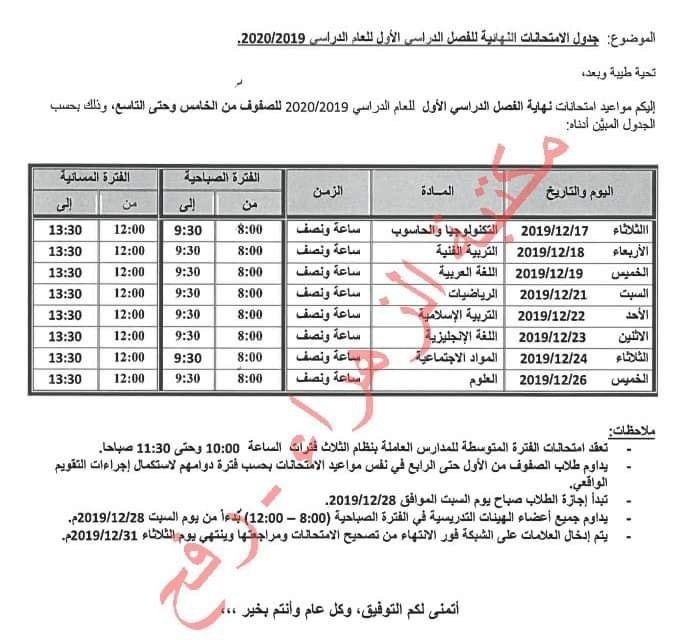 الموضوع: جدول الامتحانات النهائية للفصل الدراسي الأول للعام الدراسي 2020/2019.
تحية طيبة وبعد،
إليكم مواعيد امتحانات نهاية الفصل الدراسي الأول للعام الدراسي 2020/2019 للصفوف من الخامس وحتى التاسع، وذلك بحسب
الجدول المبيّن أدناه:
اليوم والتاريخ المـادة الزمـن الفترة الصباحية الفترة المسائية
من إلى من إلى
الثلاثاء 2019/12/17 التكنولوجيا والحاسوب ساعة ونصف 8:00 9:30 12:00 13:30
الأربعاء 2019/12/18 التربية الفنية ساعة ونصف 8:00 9:30 12:00 13:30
الخميس 2019/12/19 اللغة العربية ساعة ونصف 8:00 9:30 12:00 13:30
السبت 2019/12/21 الرياضيات ساعة ونصف 8:00 9:30 12:00 13:30
الأحد 2019/12/22 التربية الإسلامية ساعة ونصف 8:00 9:30 12:00 13:30
الاثنين 2019/12/23 اللغة الإنجليزية ساعة ونصف 8:00 9:30 12:00 13:30
الثلاثاء 2019/12/24 المواد الاجتماعية ساعة ونصف 8:00 9:30 12:00 13:30
الخميس 2019/12/26 العلوم ساعة ونصف 8:00 9:30 12:00 13:30
ملاحظات:
- تعقد امتحانات الفترة المتوسطة للمدارس العاملة بنظام الثلاث فترات الساعة 10:00 وحتى 11:30 صباحا.
- يداوم طلاب الصفوف من الأول حتى الرابع في نفس مواعيد الامتحانات بحسب فترة دوامهم لاستكمال إجراءات التقويم
الواقعي.
- تبدأ إجازة الطلاب صباح يوم السبت الموافق 2019/12/28.
- يداوم جميع أعضاء الهيئات التدريسية في الفترة الصباحية (8:00 – 12:00) بُدءاً من يوم السبت 2019/12/28م.
- يتم إدخال العلامات على الشبكة فور الانتهاء من تصحيح الامتحانات ومراجعتها وينتهي يوم الثلاثاء 2019/12/31م.
أتمنى لكم التوفيق، وكل عام وأنتم بخير ،،،
مكتبة الزهراء - رفح